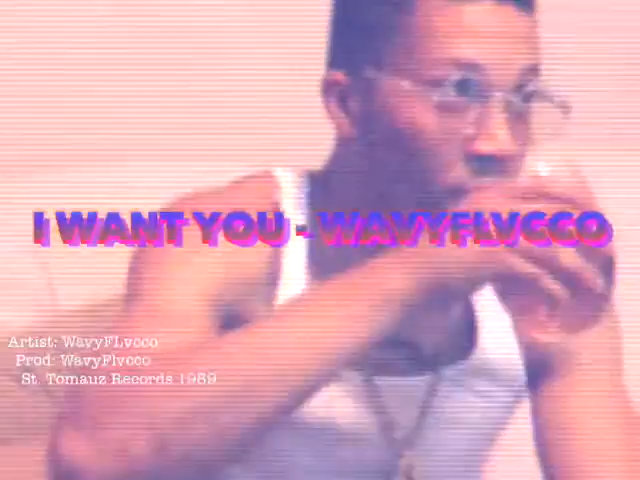 I WANT YOU - WAVYFLVCCO
Artist: WavyFLvcco
Prod: WavyFlvcco
St. Tomauz Records 1989